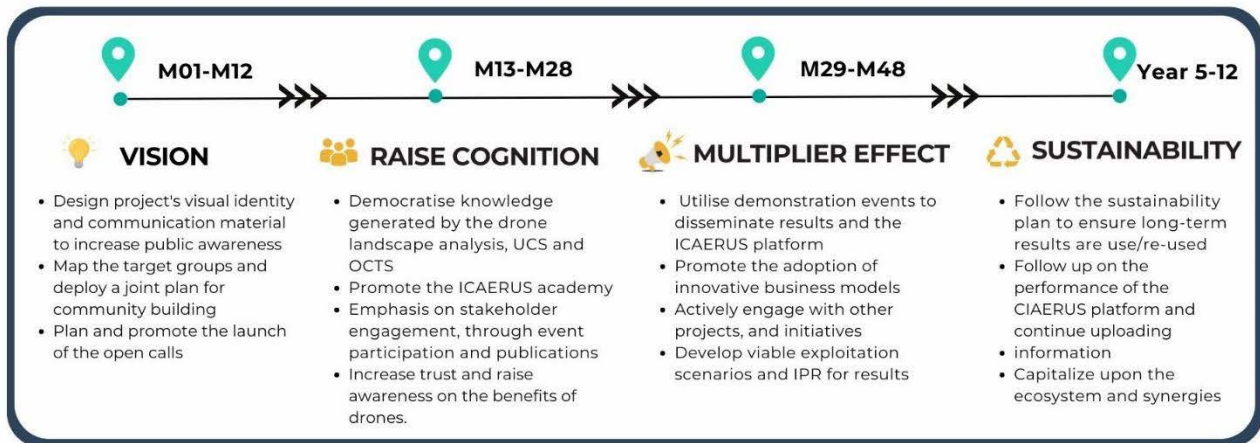 M01-M12
M13-M28
M29-M48
Year 5-12
VISION
• Design project's visual identity
and communication material
to increase public awareness
• Map the target groups and
deploy a joint plan for
community building
• Plan and promote the launch
of the open calls
RAISE COGNITION
• Democratise knowledge
generated by the drone
landscape analysis, UCS and
OCTS
• Promote the ICAERUS academy
• Emphasis on stakeholder
engagement, through event
participation and publications
• Increase trust and raise
awareness on the benefits of
drones.
MULTIPLIER EFFECT
• Utilise demonstration events to
disseminate results and the
ICAERUS platform
• Promote the adoption of
innovative business models
• Actively engage with other
projects, and initiatives
• Develop viable exploitation
scenarios and IPR for results
SUSTAINABILITY
• Follow the sustainability
plan to ensure long-term
results are use/re-used
• Follow up on the
performance of the
CIAERUS platform and
continue uploading
• information
• Capitalize upon the
ecosystem and synergies